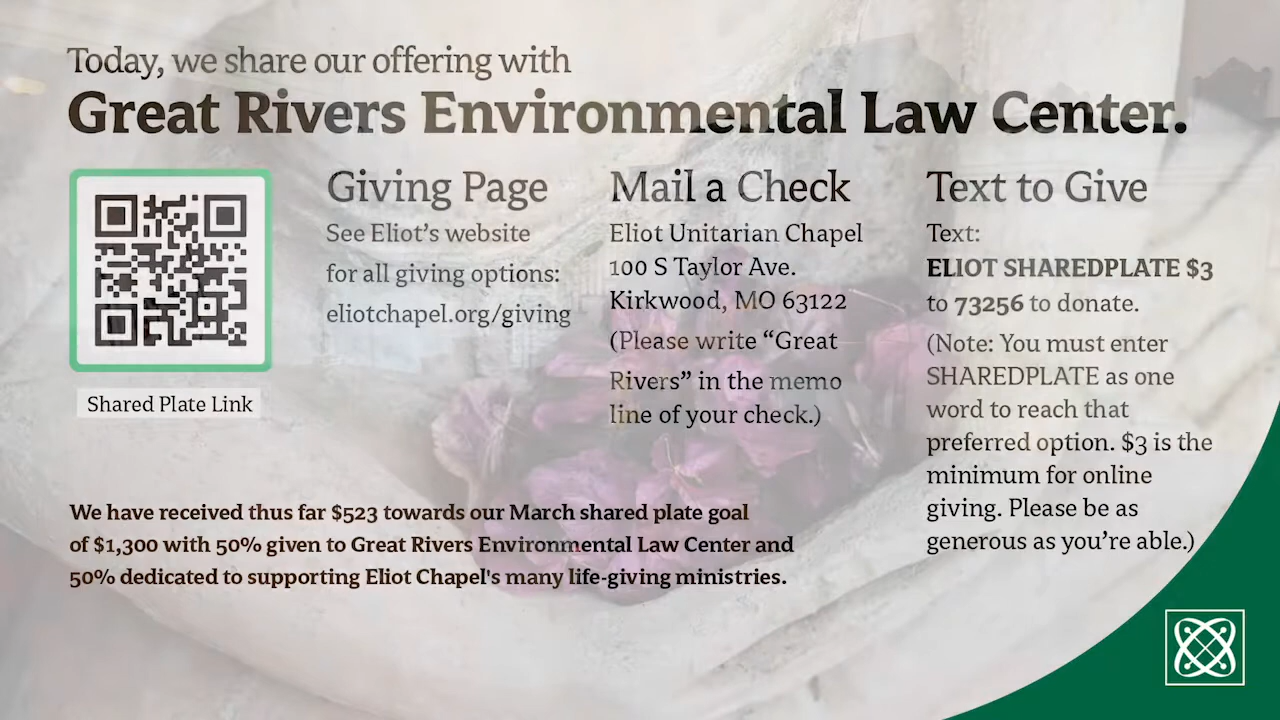 Today, we share our offering with
Great Rivers Environmental Law Center.
Shared Plate Link
Giving Page
See Eliot’s website
for all giving options:
eliotchapel.org/giving
Mail a Check
Eliot Unitarian Chapel
100 S Taylor Ave.
Kirkwood, MO 63122
(Please write “Great
Rivers” in the memo
line of your check.)
Text to Give
Text:
ELIOT SHAREDPLATE $3
to 73256 to donate.
(Note: You must enter
SHAREDPLATE as one
word to reach that
preferred option. $3 is the
minimum for online
giving. Please be as
generous as you’re able.)
We have received thus far $523 towards our March shared plate goal
of $1,300 with 50% given to Great Rivers Environmental Law Center and
50% dedicated to supporting Eliot Chapel's many life-giving ministries.